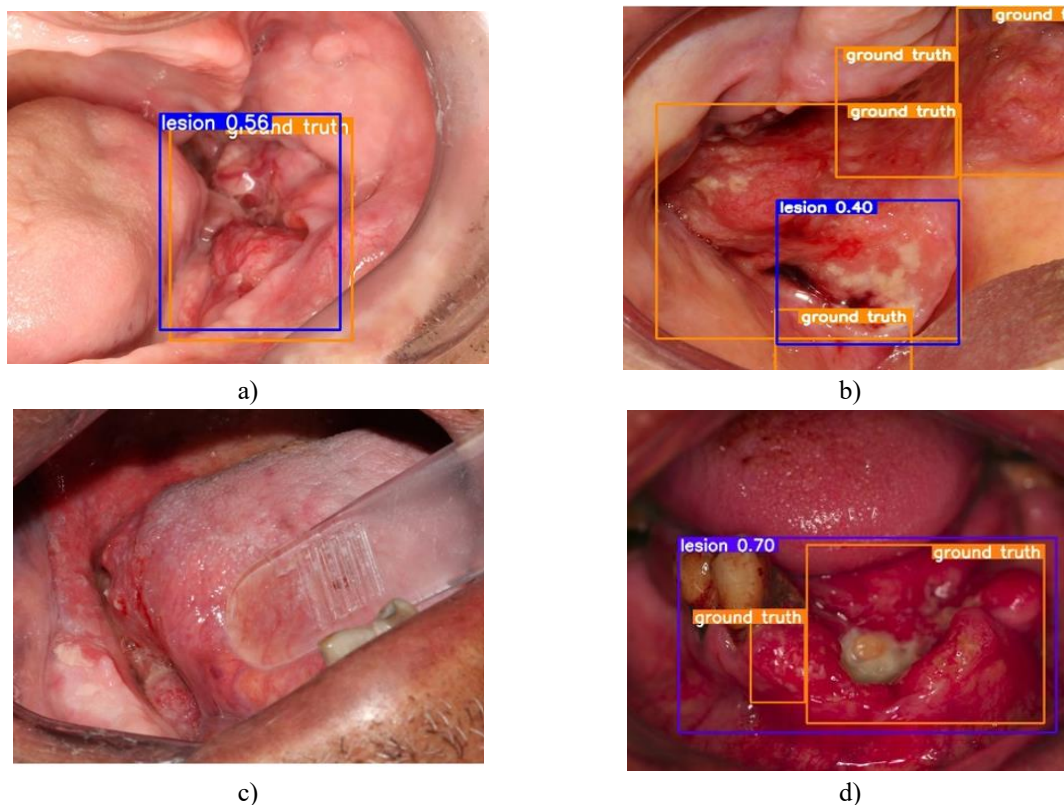 lesion 0.56
ground truth
a)
ground t
ground truth
ground truth
lesion 0.40
ground truth
b)
c)
lesion 0.70
ground truth
ground truth
d)